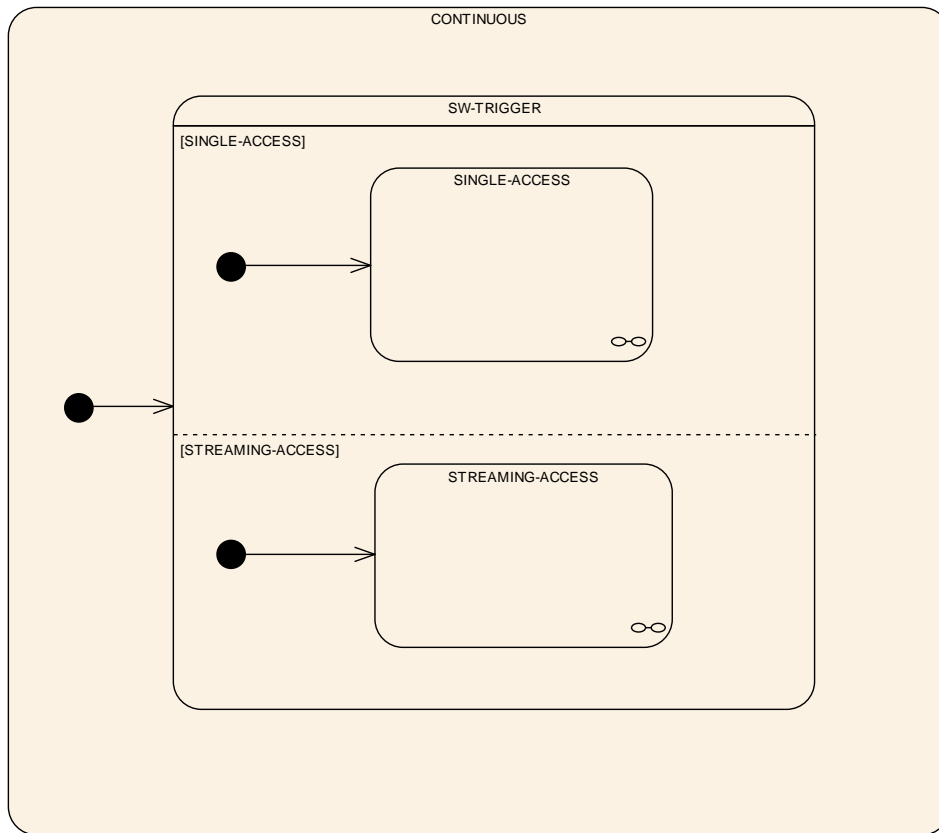 CONTINUOUS
SW-TRIGGER
[SINGLE-ACCESS]
SINGLE-ACCESS
[STREAMING-ACCESS]
STREAMING-ACCESS